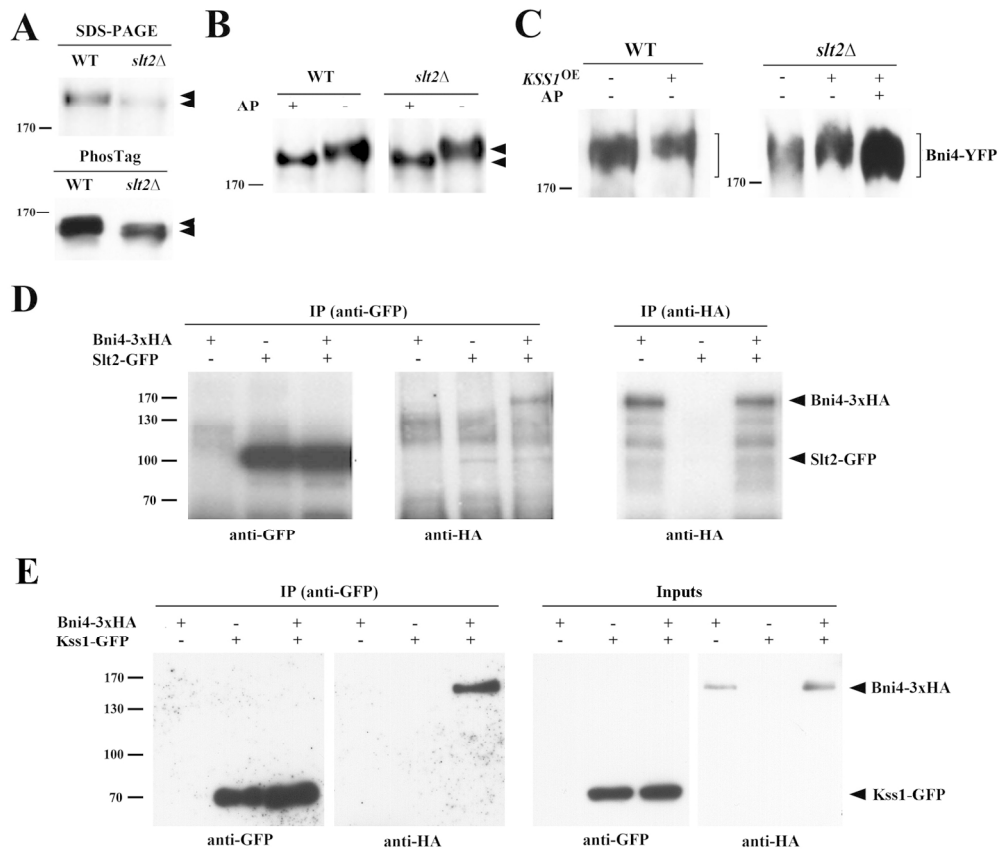 A
SDS-PAGE
WT slt2Δ
170
PhosTag
WT slt2Δ
170
B
WT slt2Δ
AP + - + -
170
C
WT slt2Δ
KSS1OE - + - + +
AP - - - - +
170
170
Bni4-YFP
D
IP (anti-GFP) IP (anti-HA)
Bni4-3xHA + - + + - + + - +
Slt2-GFP - + + - + + - + +
170
130
100
70
Bni4-3xHA
Slt2-GFP
anti-GFP anti-HA anti-HA
E
IP (anti-GFP) Inputs
Bni4-3xHA + - + + - + + - + + - +
Kss1-GFP - + + - + + - + + - + +
170
130
100
70
Bni4-3xHA
Kss1-GFP
anti-GFP anti-HA anti-GFP anti-HA